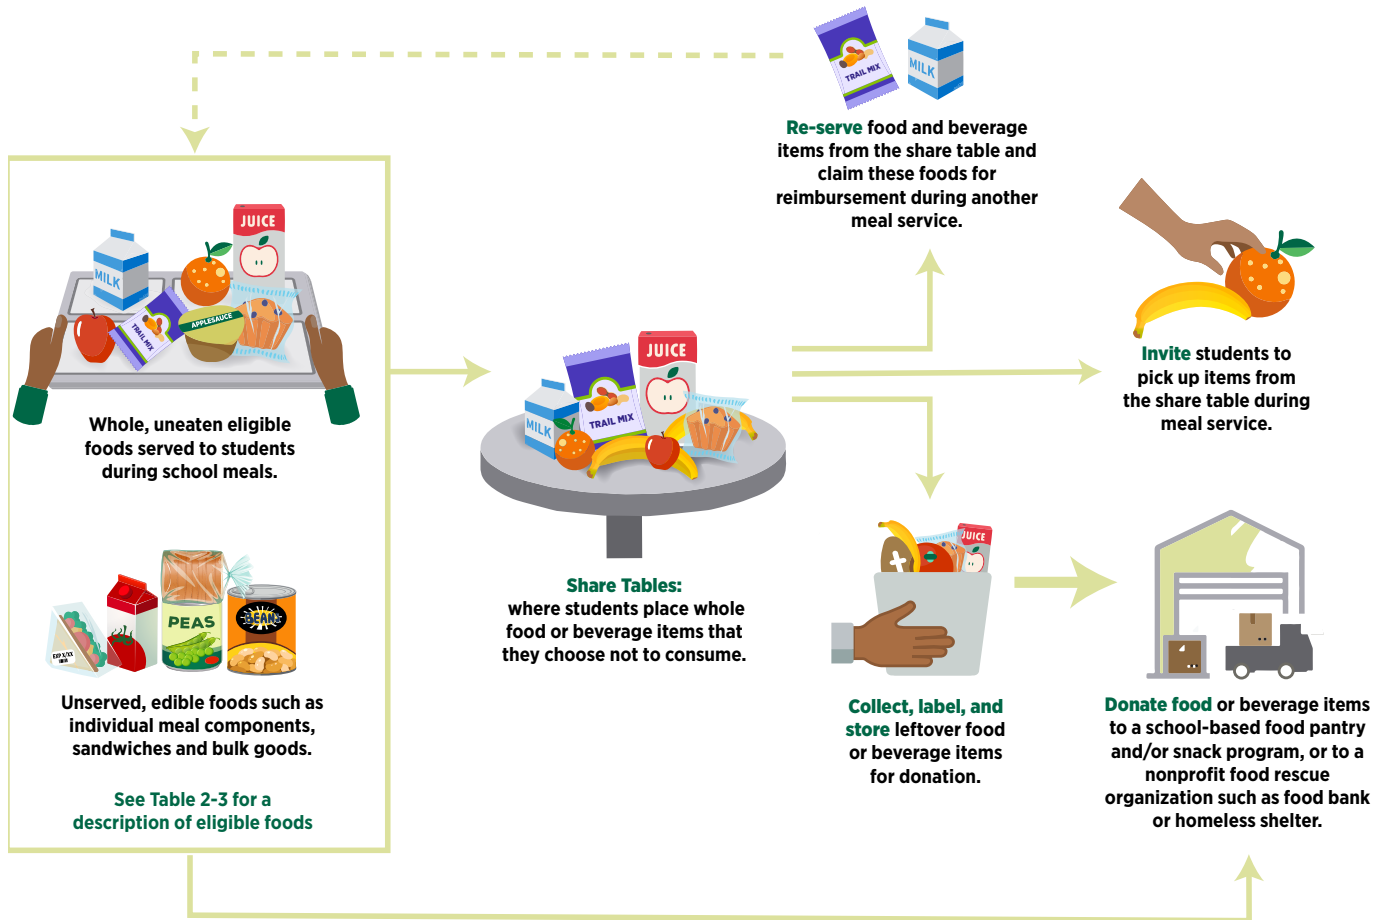 TRAIL MIX
MILK
Re-serve food and beverage
items from the share table and
claim these foods for
reimbursement during another
meal service.
JUICE
MILK
TRAIL MIX
APPLESAUCE
Whole, uneaten eligible
foods served to students
during school meals.
JUICE
MILK
TRAIL MIX
Invite students to
pick up items from
the share table during
meal service.
EXP X/XX
PEAS
BEANS
Unserved, edible foods such as
individual meal components,
sandwiches and bulk goods.
See Table 2-3 for a
description of eligible foods
Share Tables:
where students place whole
food or beverage items that
they choose not to consume.
JUICE
Collect, label, and
store leftover food
or beverage items
for donation.
Donate food or beverage items
to a school-based food pantry
and/or snack program, or to a
nonprofit food rescue
organization such as food bank
or homeless shelter.